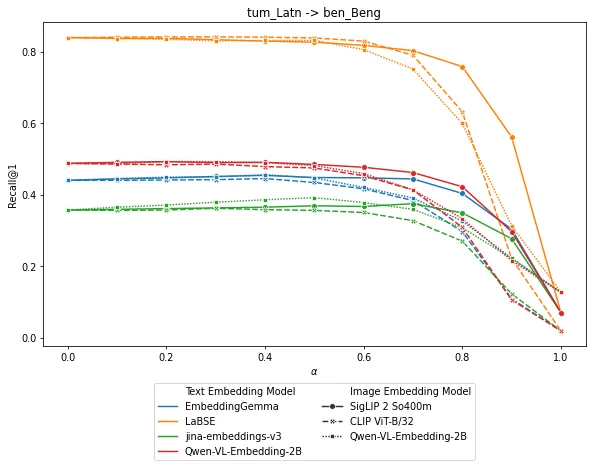 tum_Latn -> ben_Beng
Recall@1
0.8
0.6
0.4
0.2
0.0
0.0 0.2 0.4 0.6 0.8 1.0
α
Text Embedding Model
EmbeddingGemma
LaBSE
jina-embeddings-v3
Qwen-VL-Embedding-2B
Image Embedding Model
SigLIP 2 So400m
CLIP ViT-B/32
Qwen-VL-Embedding-2B